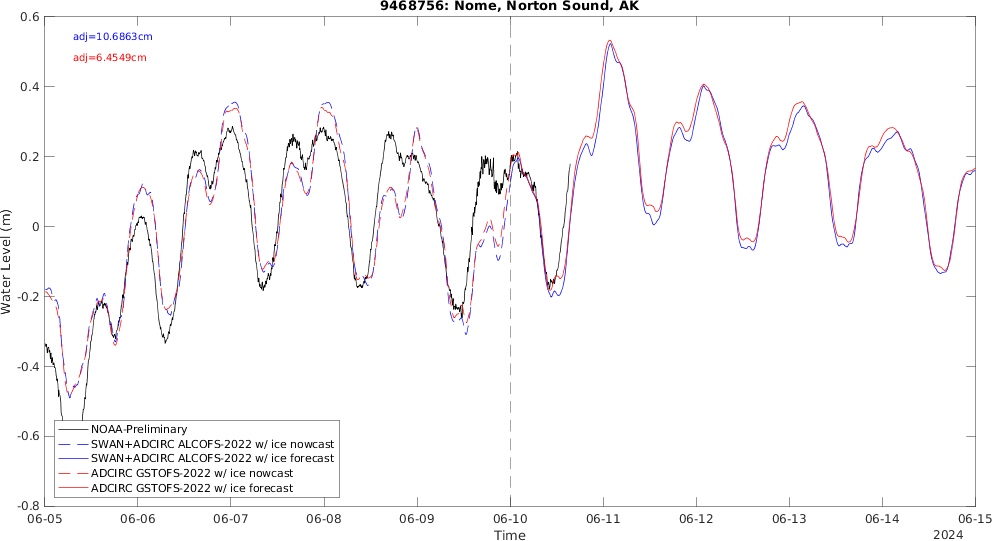 9468756: Nome, Norton Sound, AK
adj=10.6863cm
adj=6.4549cm
Water Level (m)
0.6
0.4
0.2
0
-0.2
-0.4
-0.6
-0.8
NOAA-Preliminary
SWAN+ADCIRC ALCOFS-2022 w/ ice nowcast
SWAN+ADCIRC ALCOFS-2022 w/ ice forecast
ADCIRC GSTOFS-2022 w/ ice nowcast
ADCIRC GSTOFS-2022 w/ ice forecast
06-05 06-06 06-07 06-08 06-09 06-10 06-11 06-12 06-13 06-14 06-15
Time
2024